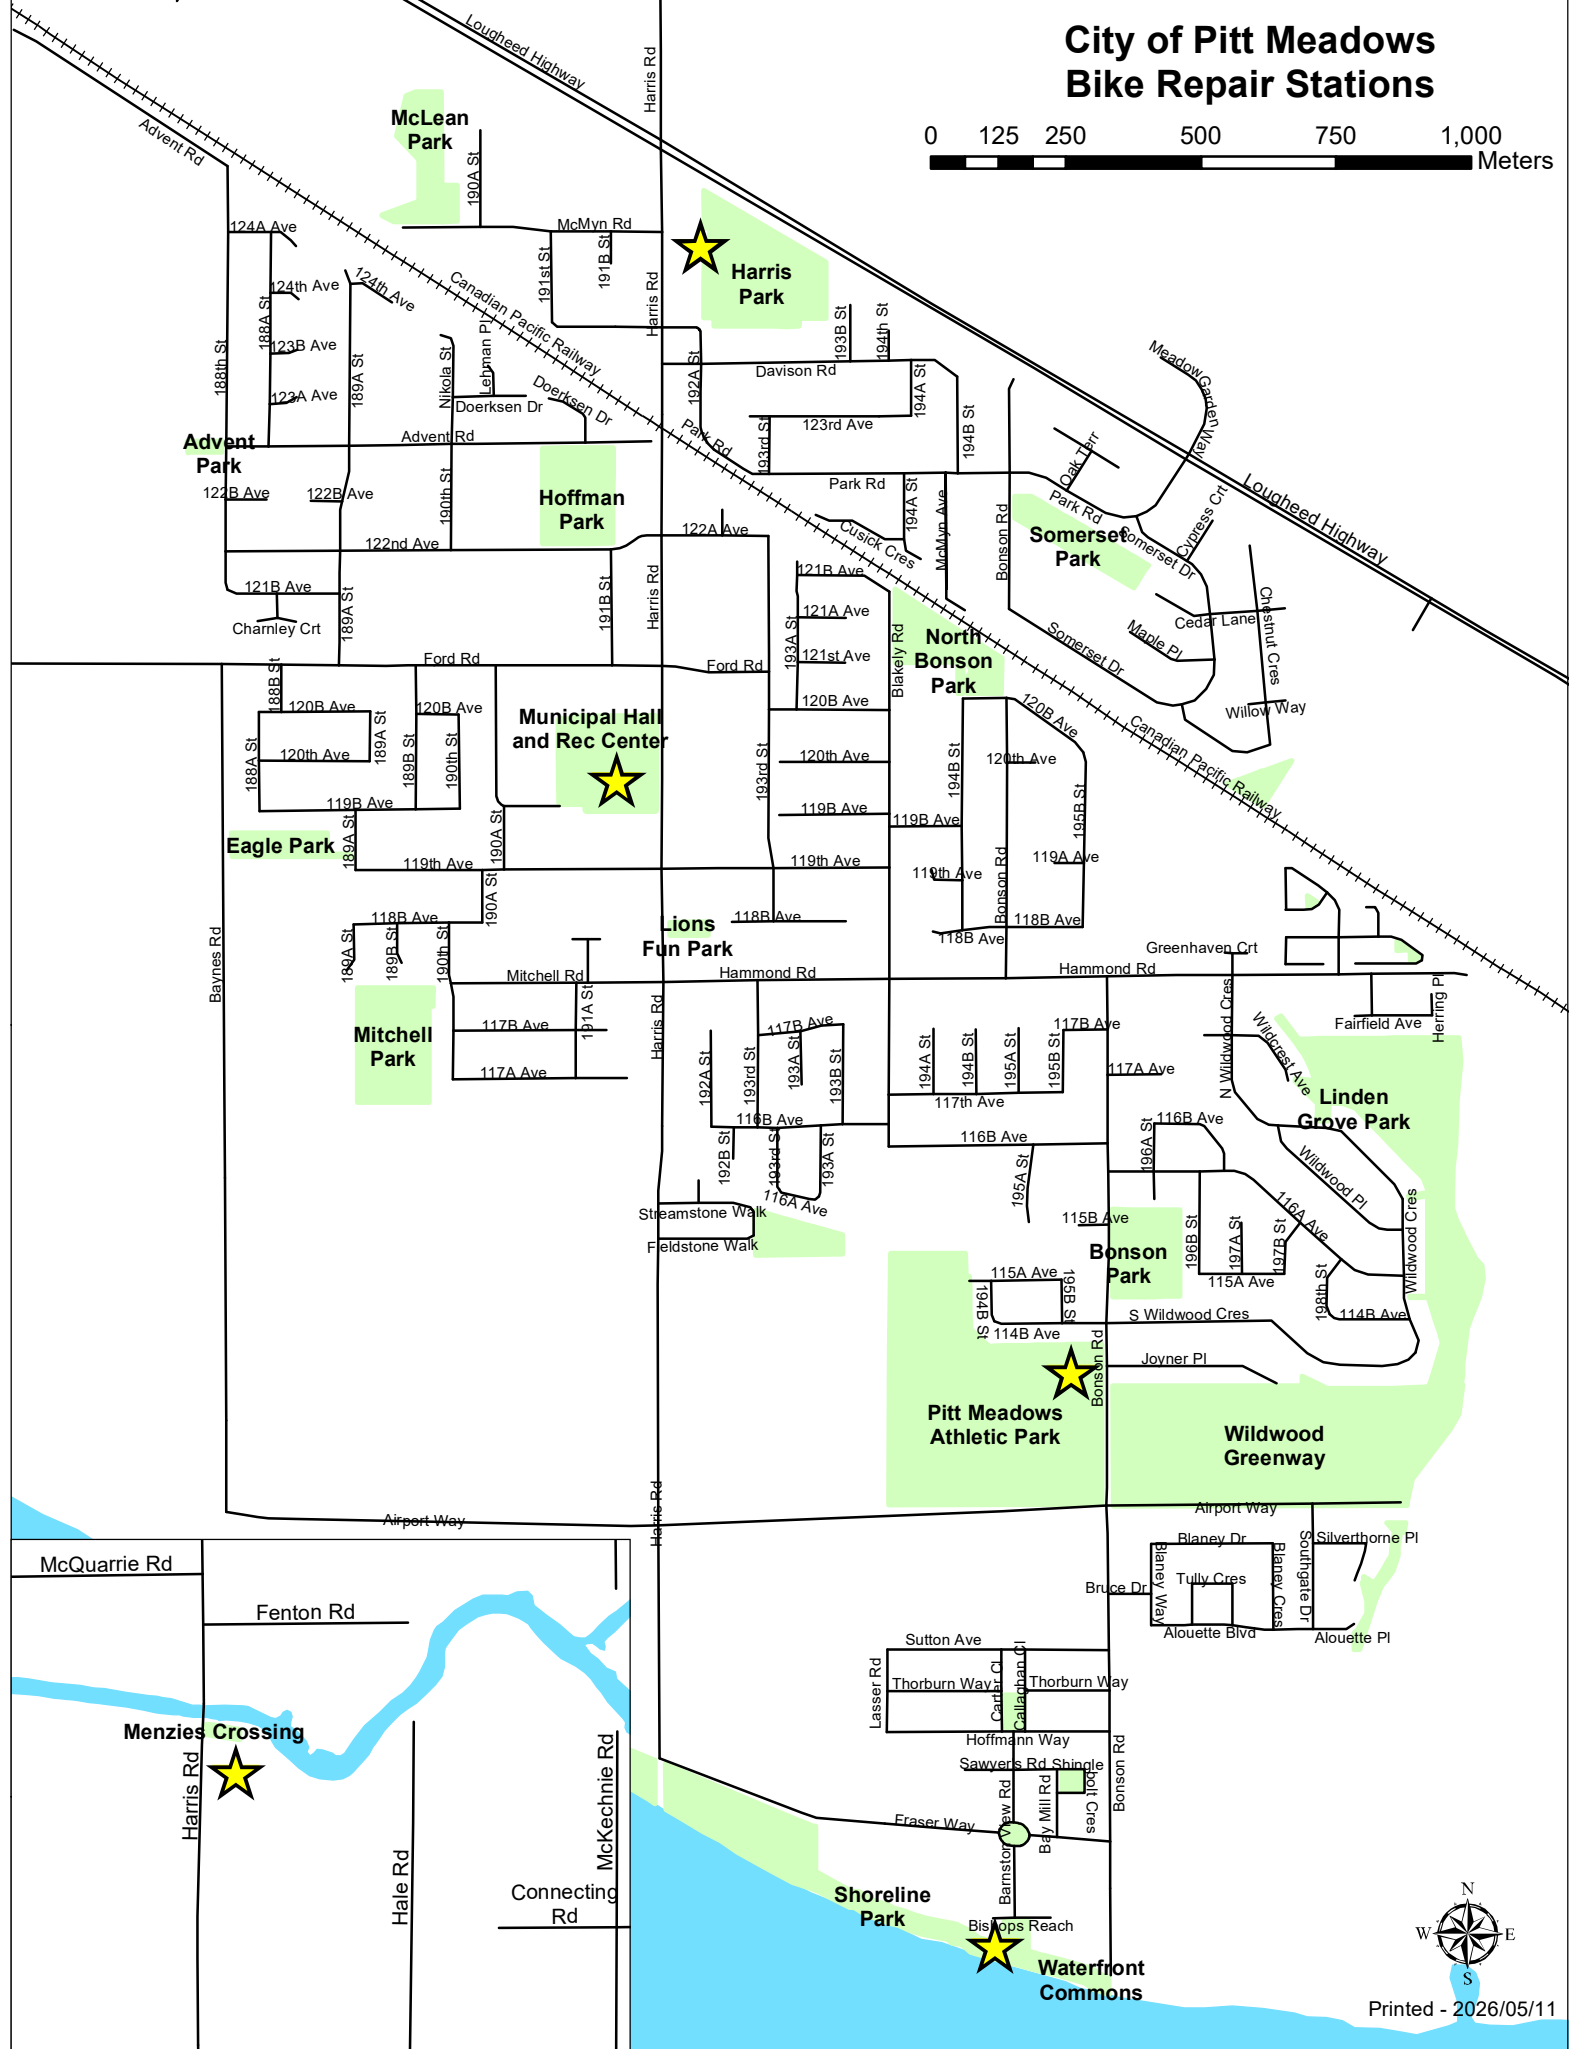 City of Pitt Meadows
Bike Repair Stations
0 125 250 500 750 1,000
Meters
Lougheed Highway
Harris Rd
Advent Rd
McLean
Park
190A St
McMyn Rd
124A Ave
191st St
191B St
Harris
Park
Harris Rd
124th Ave
124th Ave
Canadian Pacific Railway
188A St
193B St
194th St
123B Ave
188th St
189A St
Nikola St
Lehman Pl
192A St
Davison Rd
Meadow Garden Way
123A Ave
Doerksen Dr
Doerksen Dr
194A St
194B St
123rd Ave
Park Rd
193rd St
Advent
Park
Advent Rd
Oak Terr
Lougheed Highway
122B Ave
122B Ave
190th St
Hoffman
Park
Park Rd
194A St
McMyn Ave
Bonson Rd
Park Rd
Cypress Crt
122nd Ave
122A Ave
Cusick Cres
Somerset
Park
Somerset Dr
121B Ave
189A St
191B St
Harris Rd
121B Ave
Charnley Crt
121A Ave
193A St
Blakely Rd
North
Bonson
Park
Somerset Dr
Maple Pl
Cedar Lane
Chestnut Cres
Ford Rd
Ford Rd
121st Ave
188B St
120B Ave
120B Ave
120B Ave
120B Ave
Willow Way
Municipal Hall
and Rec Center
188A St
120th Ave
189A St
189B St
190th St
193rd St
120th Ave
194B St
120th Ave
Canadian Pacific Railway
195B St
119B Ave
119B Ave
119B Ave
Eagle Park
189A St
190A St
119th Ave
119th Ave
119th Ave
119A Ave
Bonson Rd
190A St
118B Ave
118B Ave
118B Ave
118B Ave
Lions
Fun Park
Baynes Rd
189A St
189B St
190th St
Greenhaven Crt
Mitchell Rd
Hammond Rd
Hammond Rd
Mitchell
Park
117B Ave
191A St
Harris Rd
117B Ave
117B Ave
N Wildwood Cres
Wildcrest Ave
Fairfield Ave
Herring Pl
117A Ave
192A St
193rd St
193A St
193B St
194A St
194B St
195A St
195B St
117A Ave
117th Ave
Linden
Grove Park
116B Ave
116B Ave
116B Ave
192B St
193rd St
193A St
195A St
196A St
Wildwood Pl
116A Ave
116A Ave
Streamstone Walk
Fieldstone Walk
115B Ave
Bonson
Park
196B St
197A St
197B St
Wildwood Cres
115A Ave
195B St
115A Ave
194B St
198th St
114B Ave
S Wildwood Cres
114B Ave
Bonson Rd
Joyner Pl
Pitt Meadows
Athletic Park
Wildwood
Greenway
Harris Rd
Airport Way
Airport Way
Blaney Dr
Silverthorne Pl
Blaney Way
Tully Cres
Blaney Cres
Southgate Dr
Bruce Dr
Alouette Blvd
Alouette Pl
McQuarrie Rd
Fenton Rd
Menzies Crossing
Harris Rd
Hale Rd
McKechnie Rd
Connecting
Rd
Sutton Ave
Lasser Rd
Thorburn Way
Carter Cl
Callaghan Cl
Thorburn Way
Hoffmann Way
Bonson Rd
Sawyer's Rd
Shingle
bolt Cres
Barnston View Rd
Bay Mill Rd
Fraser Way
Shoreline
Park
Bishops Reach
Waterfront
Commons
N
W E
S
Printed - 2026/05/11